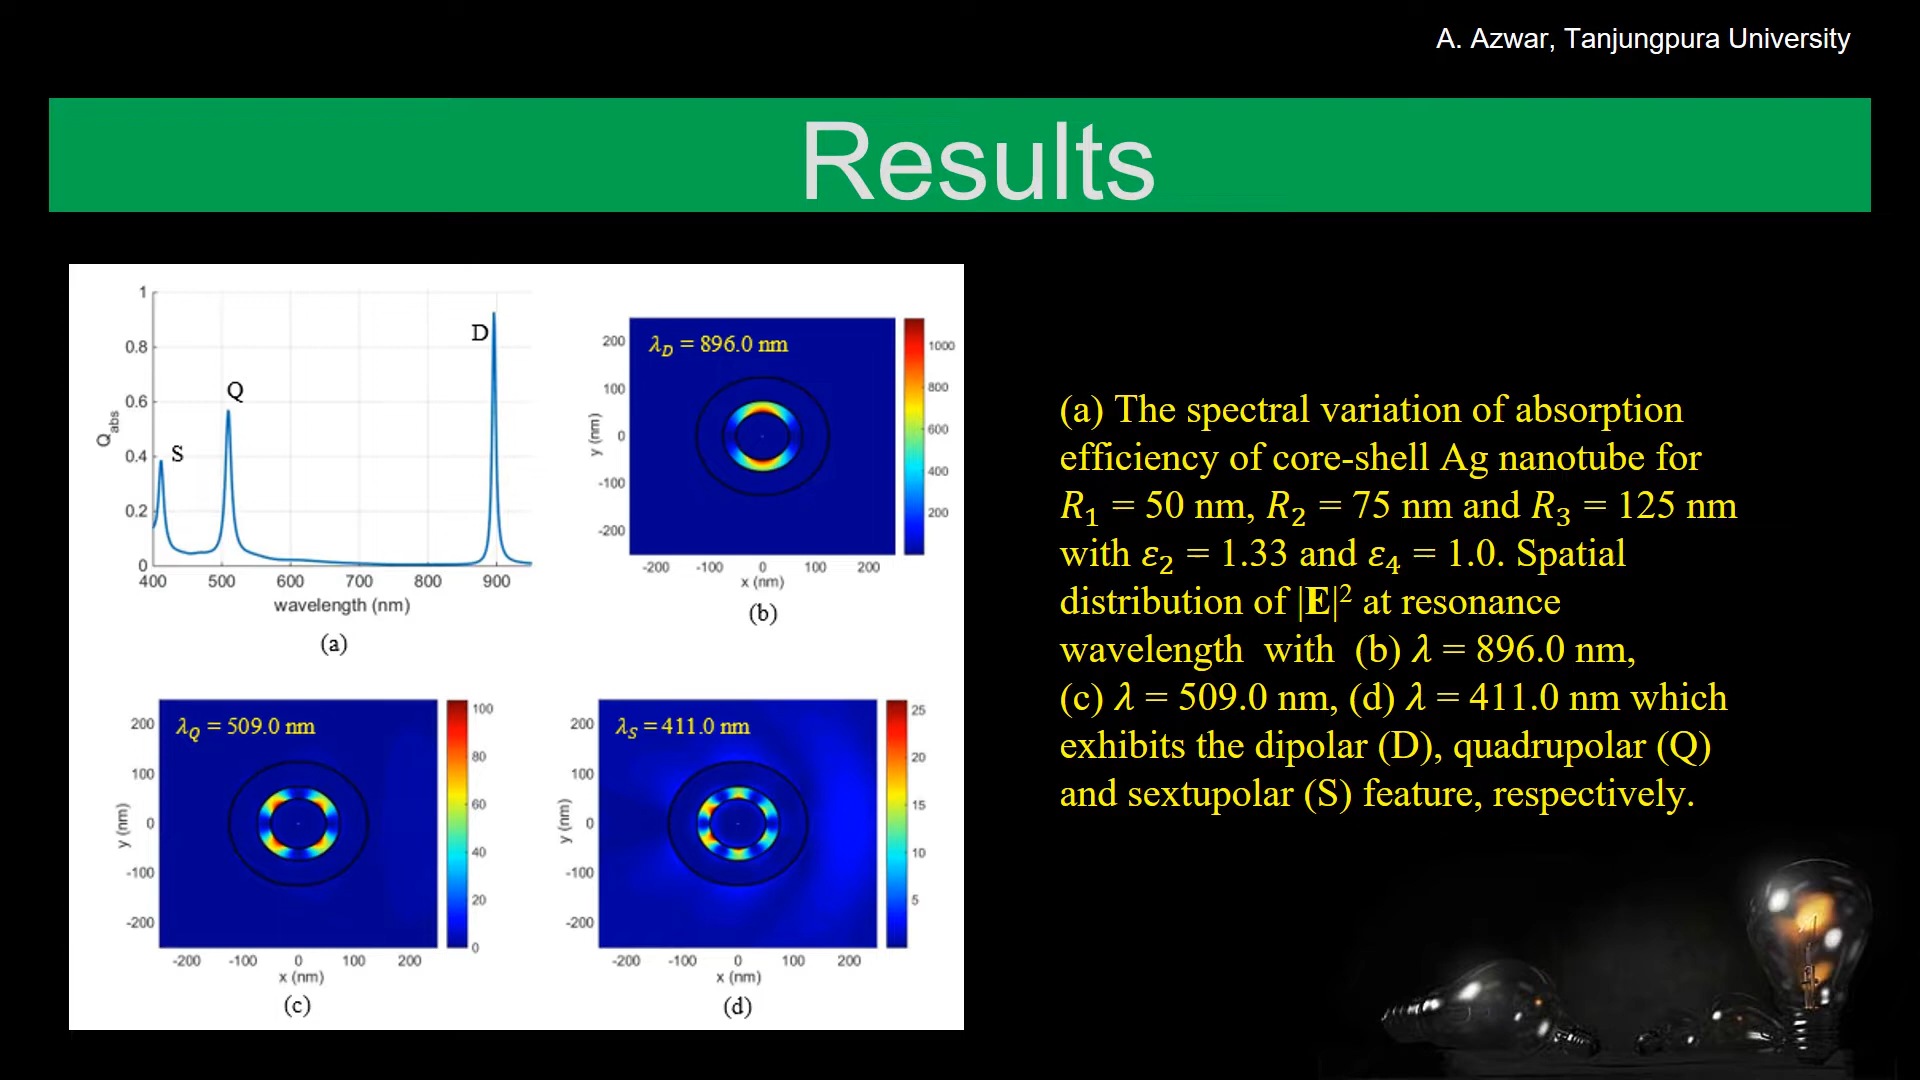 A. Azwar, Tanjungpura University
Results
1
0.8
0.6
0.4
0.2
0
Q_abs
S
Q
D
400 500 600 700 800 900
wavelength (nm)
(a)
λ_D = 896.0 nm
200
100
0
-100
-200
y (nm)
-200 -100 0 100 200
x (nm)
1000
800
600
400
200
(b)
λ_Q = 509.0 nm
200
100
0
-100
-200
y (nm)
-200 -100 0 100 200
x (nm)
100
80
60
40
20
0
(c)
λ_S = 411.0 nm
200
100
0
-100
-200
y (nm)
-200 -100 0 100 200
x (nm)
25
20
15
10
5
(d)
(a) The spectral variation of absorption
efficiency of core-shell Ag nanotube for
R₁ = 50 nm, R₂ = 75 nm and R₃ = 125 nm
with ε₂ = 1.33 and ε₄ = 1.0. Spatial
distribution of |E|² at resonance
wavelength with (b) λ = 896.0 nm,
(c) λ = 509.0 nm, (d) λ = 411.0 nm which
exhibits the dipolar (D), quadrupolar (Q)
and sextupolar (S) feature, respectively.